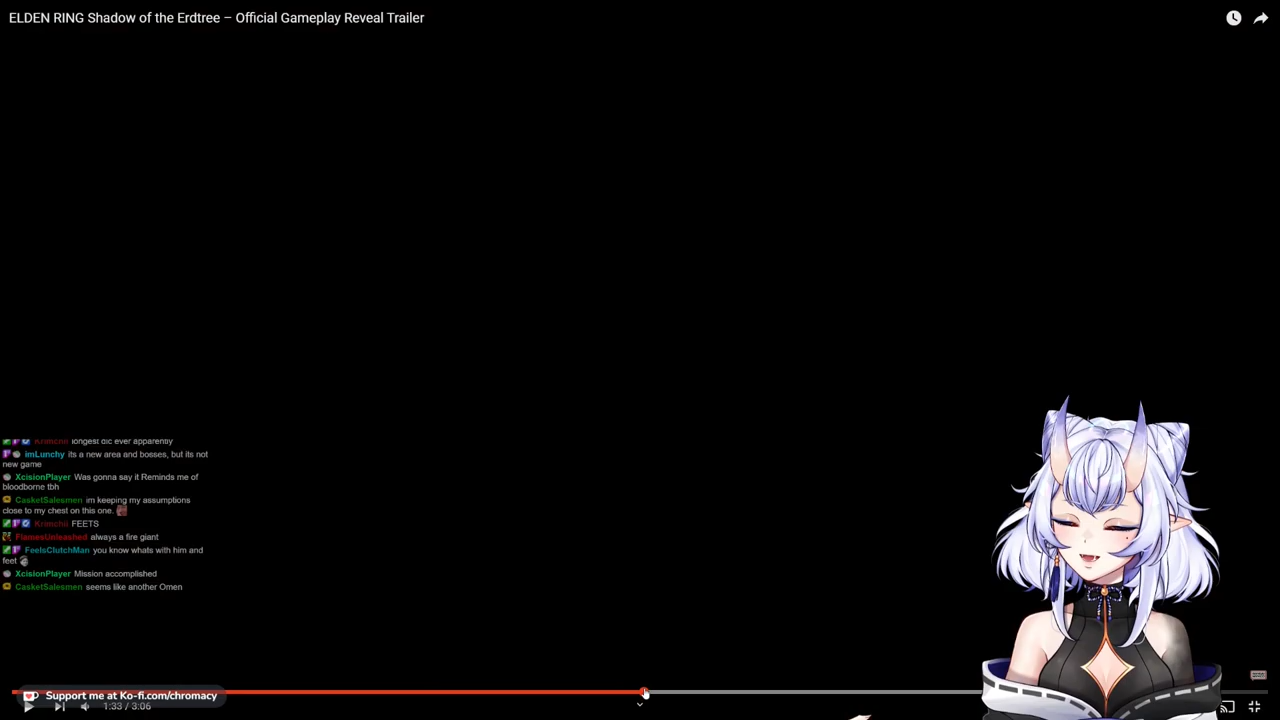 ELDEN RING Shadow of the Erdtree – Official Gameplay Reveal Trailer
Krimchii longest dlc ever apparently
imLunchy its a new area and bosses, but its not
new game
XcisionPlayer Was gonna say it Reminds me of
bloodborne tbh
CasketSalesmen im keeping my assumptions
close to my chest on this one.
Krimchii FEETS
FlamesUnleashed always a fire giant
FeelsClutchMan you know whats with him and
feet
XcisionPlayer Mission accomplished
CasketSalesmen seems like another Omen
Support me at Ko-fi.com/chromacy
1:33 / 3:06